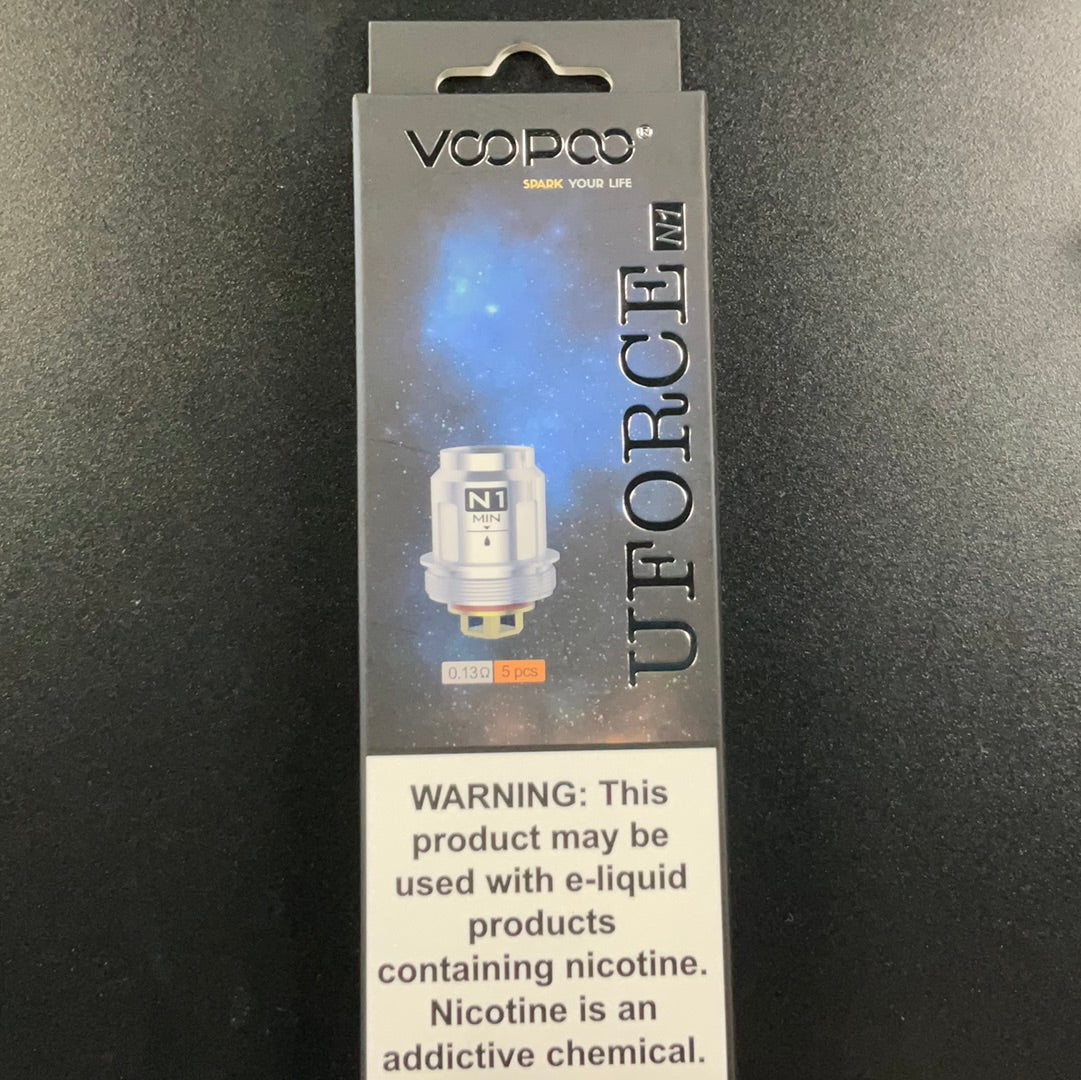 VOOPOO®
SPARK YOUR LIFE
UFORCE N1
N1
MIN
0.13Ω 5 pcs
WARNING: This
product may be
used with e-liquid
products
containing nicotine.
Nicotine is an
addictive chemical.